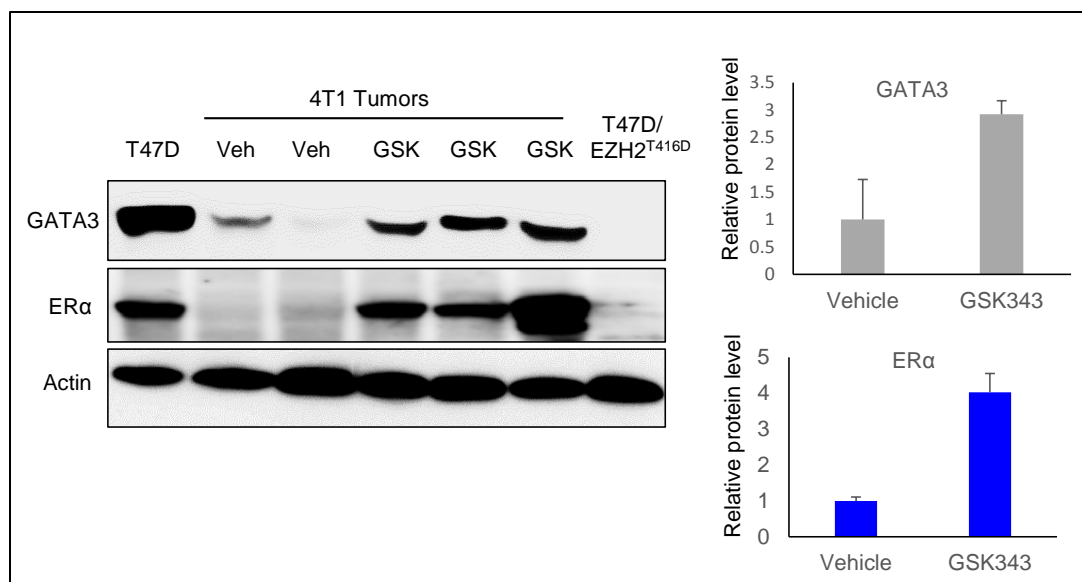 4T1 Tumors
T47D Veh Veh GSK GSK GSK T47D/
EZH2^T416D
GATA3
ERα
Actin
GATA3
Relative protein level
3.5
3
2.5
2
1.5
1
0.5
0
Vehicle GSK343
ERα
Relative protein level
5
4
3
2
1
0
Vehicle GSK343